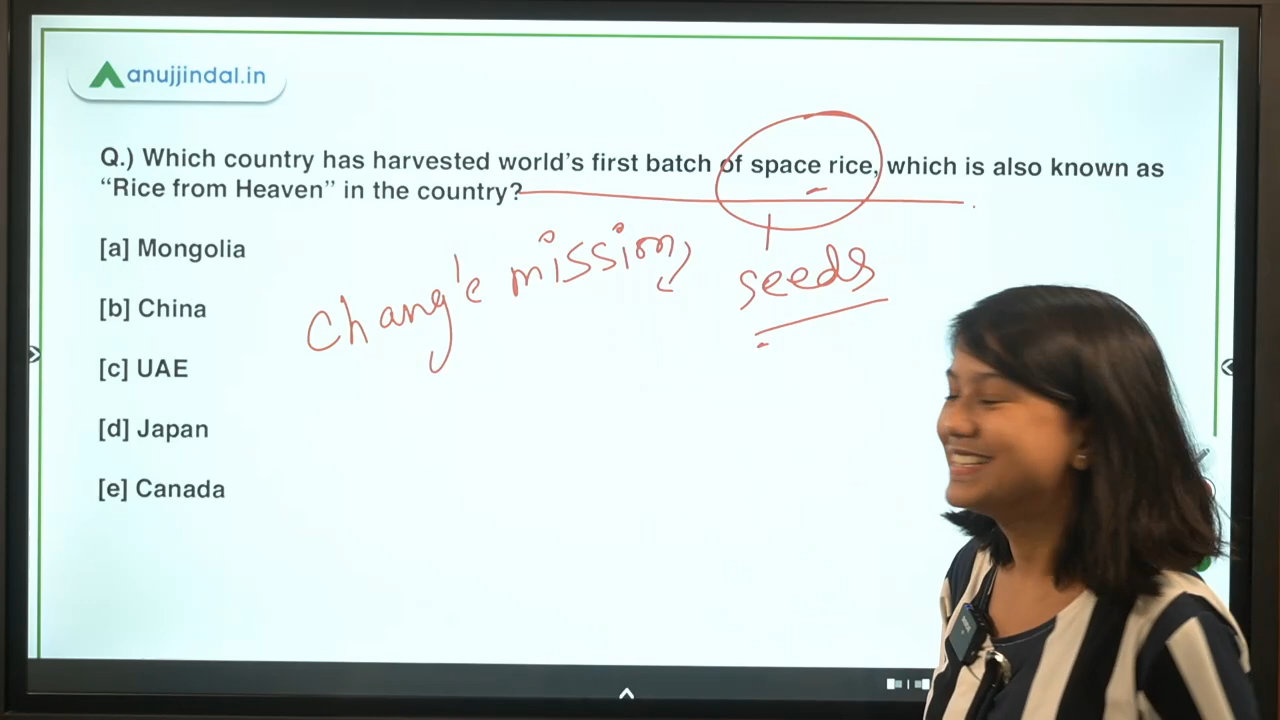 anujjindal.in
Q.) Which country has harvested world's first batch of space rice, which is also known as
“Rice from Heaven” in the country?
[a] Mongolia
[b] China
[c] UAE
[d] Japan
[e] Canada
Chang'e mission
seeds